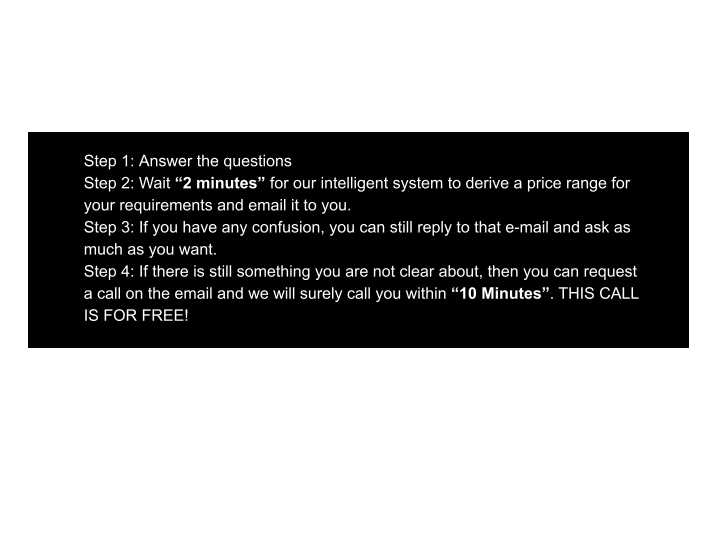 Step 1: Answer the questions
Step 2: Wait “2 minutes” for our intelligent system to derive a price range for
your requirements and email it to you.
Step 3: If you have any confusion, you can still reply to that e-mail and ask as
much as you want.
Step 4: If there is still something you are not clear about, then you can request
a call on the email and we will surely call you within “10 Minutes”. THIS CALL
IS FOR FREE!